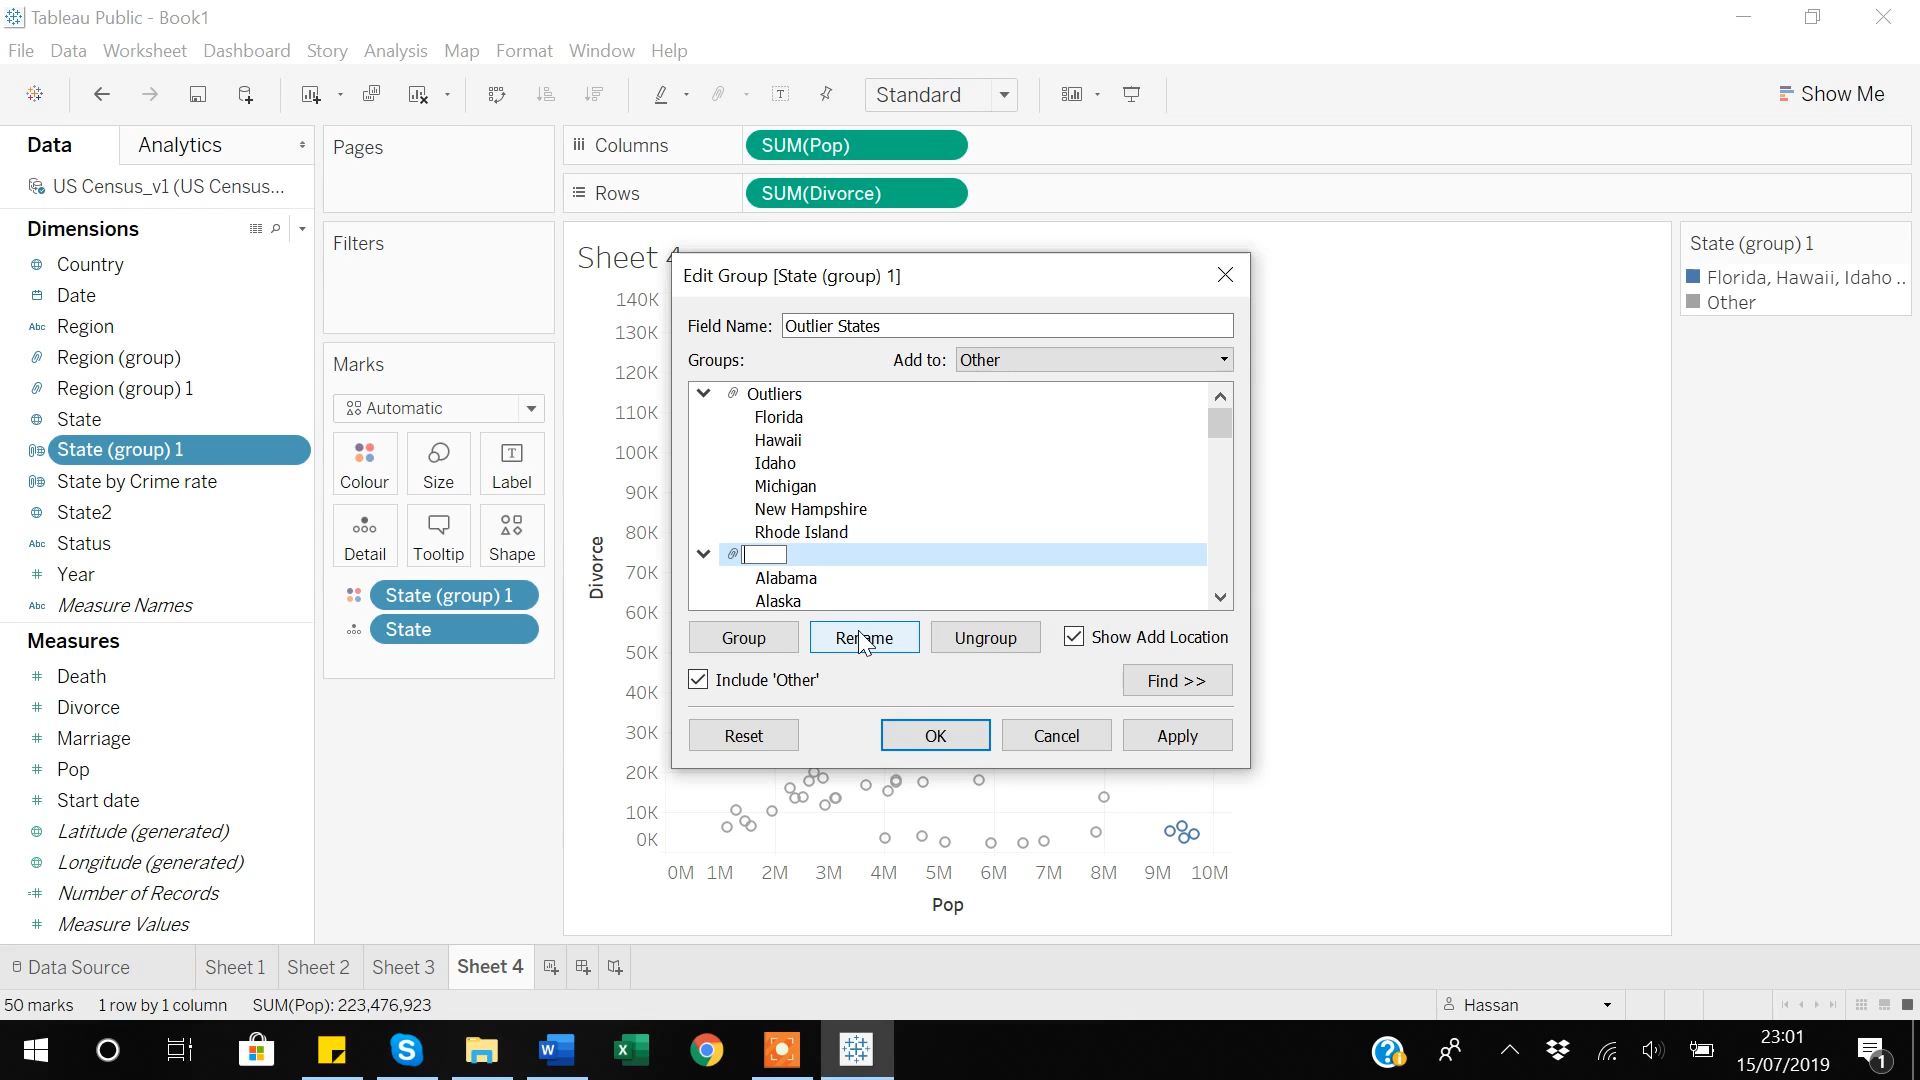 Tableau Public - Book1
File Data Worksheet Dashboard Story Analysis Map Format Window Help
Standard
Show Me
Data
Analytics
US Census_v1 (US Census...
Dimensions
Country
Date
Abc Region
Region (group)
Region (group) 1
State
State (group) 1
State by Crime rate
State2
Abc Status
# Year
Abc Measure Names
Measures
# Death
# Divorce
# Marriage
# Pop
# Start date
Latitude (generated)
Longitude (generated)
=# Number of Records
# Measure Values
Pages
Filters
Marks
Automatic
Colour Size Label
Detail Tooltip Shape
State (group) 1
State
Columns SUM(Pop)
Rows SUM(Divorce)
Sheet 4
140K
130K
120K
110K
100K
90K
80K
70K
60K
50K
40K
30K
20K
10K
0K
Divorce
0M 1M 2M 3M 4M 5M 6M 7M 8M 9M 10M
Pop
Edit Group [State (group) 1]
Field Name: Outlier States
Groups: Add to: Other
Outliers
Florida
Hawaii
Idaho
Michigan
New Hampshire
Rhode Island
Alabama
Alaska
Group Rename Ungroup Show Add Location
Include 'Other' Find >>
Reset OK Cancel Apply
State (group) 1
Florida, Hawaii, Idaho ..
Other
Data Source Sheet 1 Sheet 2 Sheet 3 Sheet 4
50 marks 1 row by 1 column SUM(Pop): 223,476,923
Hassan
23:01
15/07/2019
1